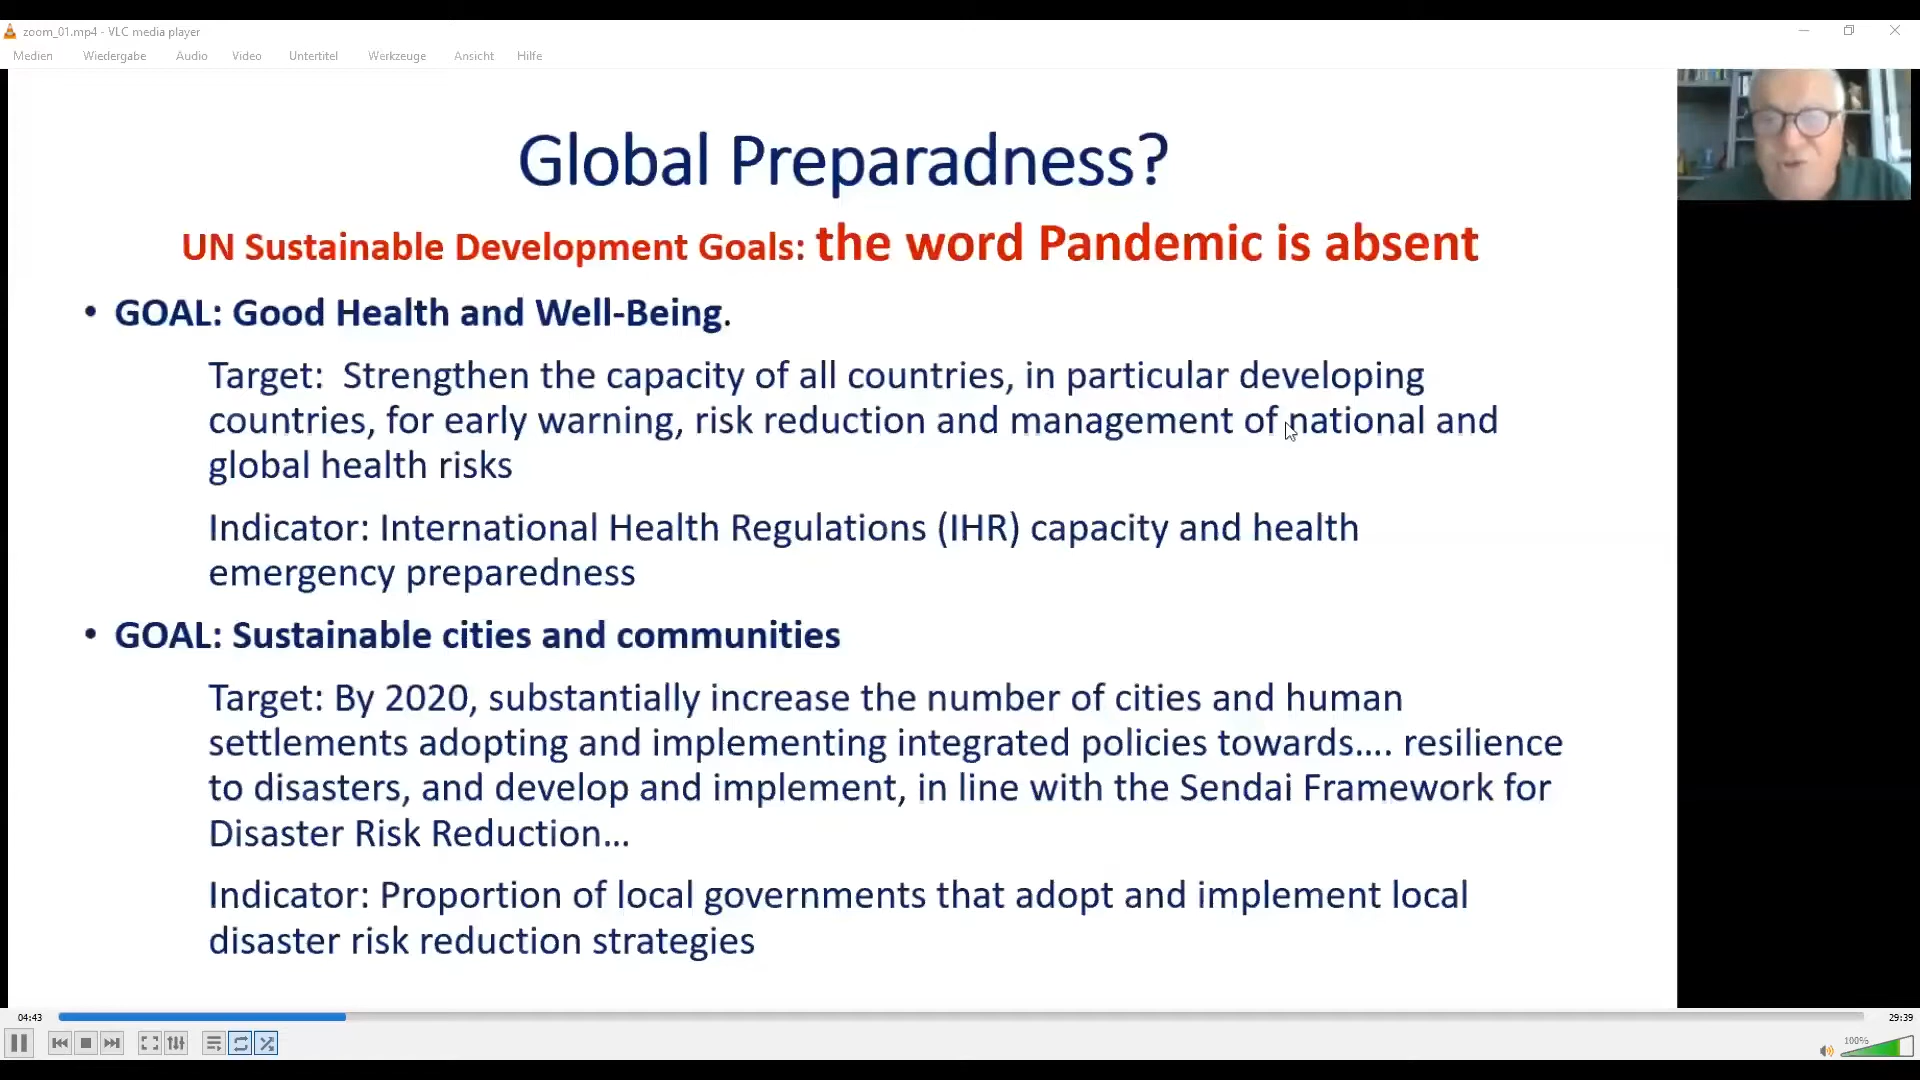 zoom_01.mp4 - VLC media player
Medien Wiedergabe Audio Video Untertitel Werkzeuge Ansicht Hilfe
Global Preparadness?
UN Sustainable Development Goals: the word Pandemic is absent
• GOAL: Good Health and Well-Being.
Target: Strengthen the capacity of all countries, in particular developing
countries, for early warning, risk reduction and management of national and
global health risks
Indicator: International Health Regulations (IHR) capacity and health
emergency preparedness
• GOAL: Sustainable cities and communities
Target: By 2020, substantially increase the number of cities and human
settlements adopting and implementing integrated policies towards…. resilience
to disasters, and develop and implement, in line with the Sendai Framework for
Disaster Risk Reduction…
Indicator: Proportion of local governments that adopt and implement local
disaster risk reduction strategies
04:43 29:39
100%